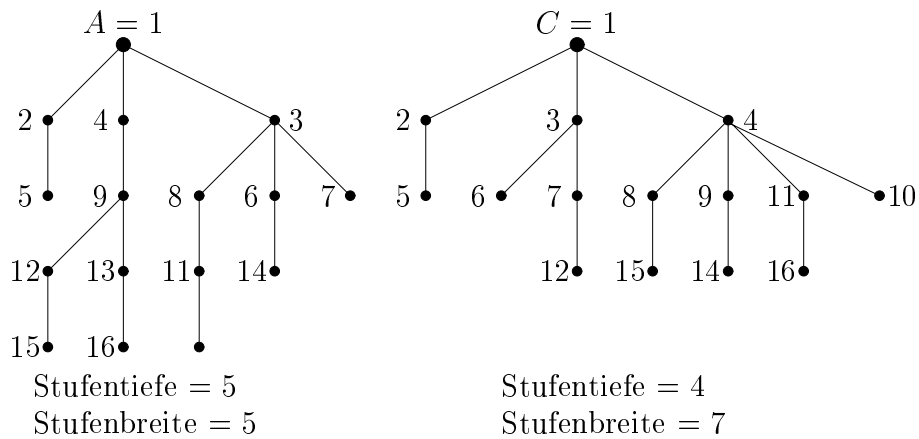 A = 1 C = 1
2 4 3 2 3 4
5 9 8 6 7 5 6 7 8 9 11 10
12 13 11 14 12 15 14 16
15 16
Stufentiefe = 5 Stufentiefe = 4
Stufenbreite = 5 Stufenbreite = 7